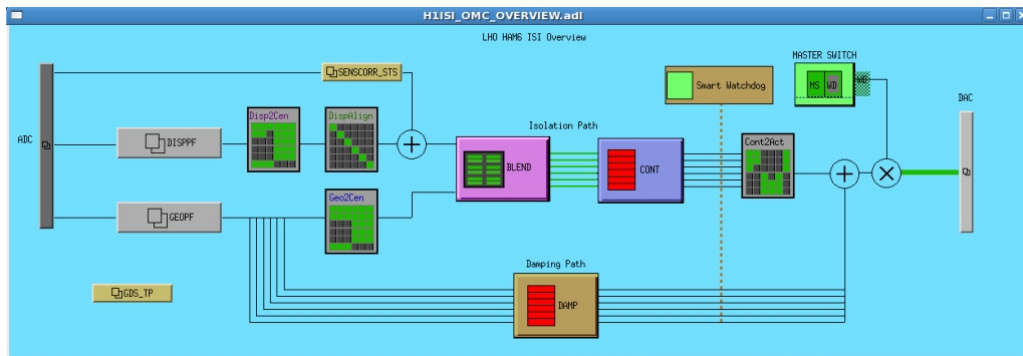 H1ISI_OMC_OVERVIEW.adl
LHO HAM6 ISI Overview
MASTER SWITCH
SENSCORR_STS
Smart Watchdog
MS WD
WD
DAC
Disp2Cen
DispAlign
Isolation Path
ADC
DISPPF
Cont2Act
BLEND
CONT
Geo2Cen
GEOPF
Damping Path
GDS_TP
DAMP